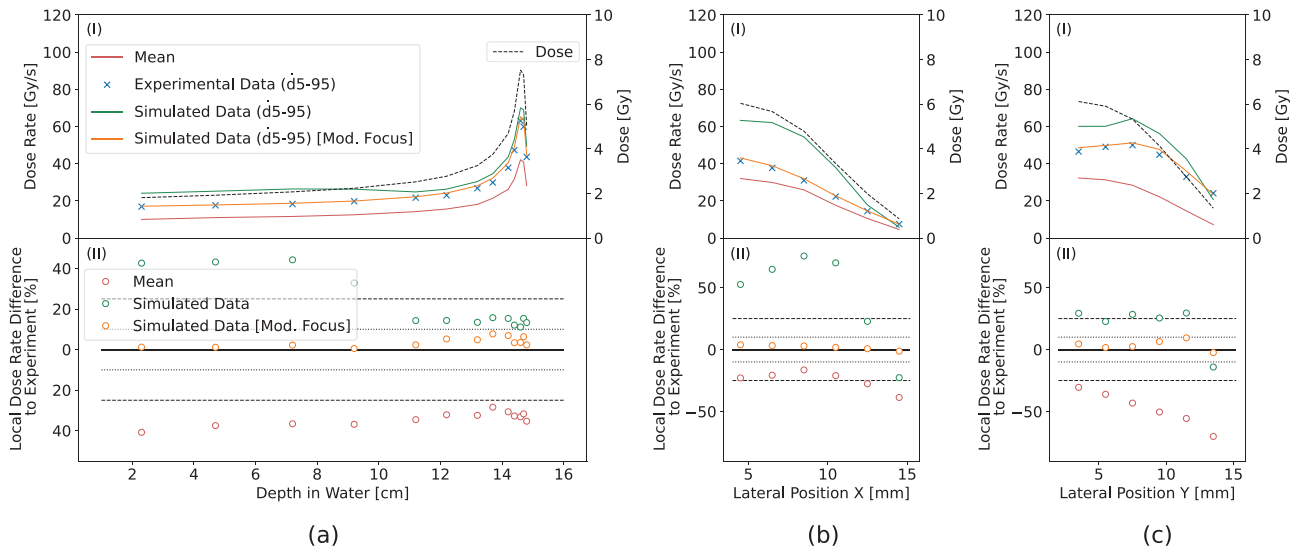 (I)
120
100
80
60
40
20
0
Dose Rate [Gy/s]
Mean
Experimental Data (ḋ5-95)
Simulated Data (ḋ5-95)
Simulated Data (ḋ5-95) [Mod. Focus]
Dose
10
8
6
4
2
0
Dose [Gy]
(II)
40
20
0
20
40
Local Dose Rate Difference
to Experiment [%]
Mean
Simulated Data
Simulated Data [Mod. Focus]
2 4 6 8 10 12 14 16
Depth in Water [cm]
(a)
(I)
120
100
80
60
40
20
0
Dose Rate [Gy/s]
10
8
6
4
2
0
Dose [Gy]
(II)
50
0
−50
Local Dose Rate Difference
to Experiment [%]
5 10 15
Lateral Position X [mm]
(b)
(I)
120
100
80
60
40
20
0
Dose Rate [Gy/s]
10
8
6
4
2
0
Dose [Gy]
(II)
50
0
−50
Local Dose Rate Difference
to Experiment [%]
5 10 15
Lateral Position Y [mm]
(c)